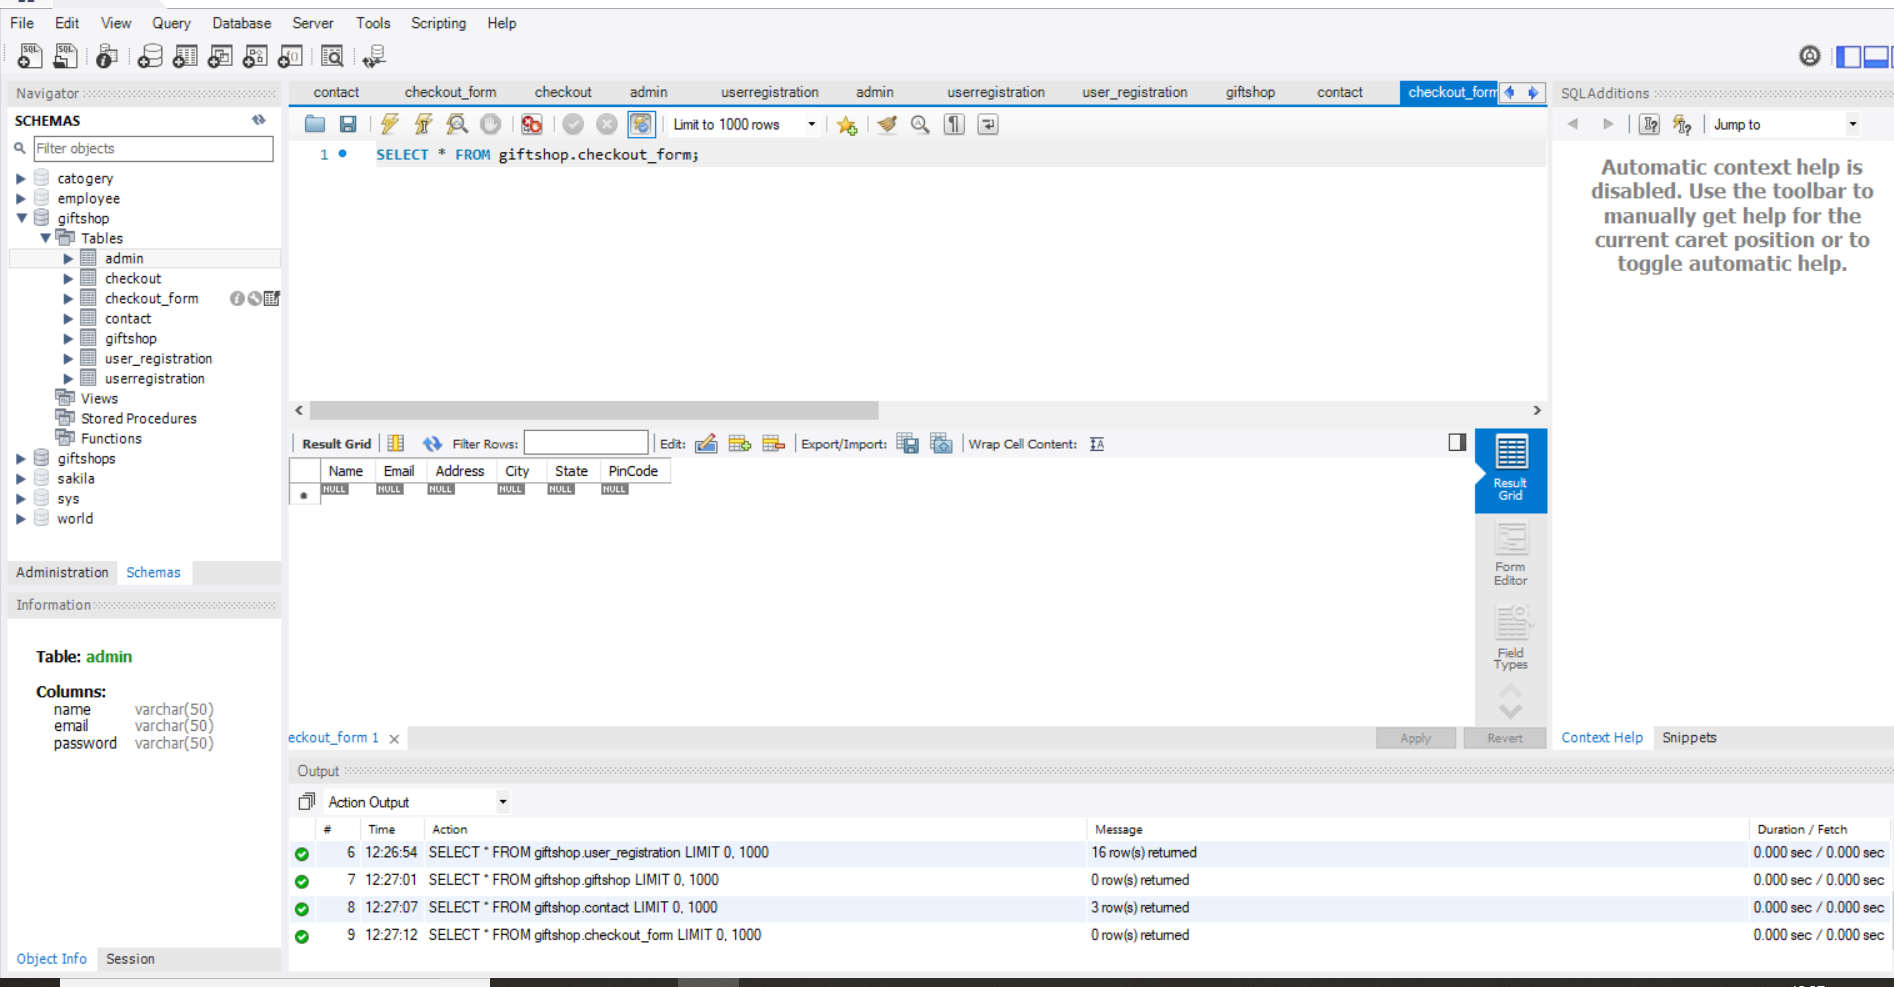 File Edit View Query Database Server Tools Scripting Help
Navigator
SCHEMAS
Filter objects
catogery
employee
giftshop
Tables
admin
checkout
checkout_form
contact
giftshop
user_registration
userregistration
Views
Stored Procedures
Functions
giftshops
sakila
sys
world
Administration Schemas
Information
Table: admin
Columns:
name varchar(50)
email varchar(50)
password varchar(50)
Object Info Session
contact checkout_form checkout admin userregistration admin userregistration user_registration giftshop contact checkout_form
Limit to 1000 rows
1 SELECT * FROM giftshop.checkout_form;
Result Grid Filter Rows: Edit: Export/Import: Wrap Cell Content:
Name Email Address City State PinCode
NULL NULL NULL NULL NULL NULL
Result
Grid
Form
Editor
Field
Types
eckout_form 1
Apply Revert
Output
Action Output
# Time Action Message Duration / Fetch
6 12:26:54 SELECT * FROM giftshop.user_registration LIMIT 0, 1000 16 row(s) returned 0.000 sec / 0.000 sec
7 12:27:01 SELECT * FROM giftshop.giftshop LIMIT 0, 1000 0 row(s) returned 0.000 sec / 0.000 sec
8 12:27:07 SELECT * FROM giftshop.contact LIMIT 0, 1000 3 row(s) returned 0.000 sec / 0.000 sec
9 12:27:12 SELECT * FROM giftshop.checkout_form LIMIT 0, 1000 0 row(s) returned 0.000 sec / 0.000 sec
SQLAdditions
Jump to
Automatic context help is
disabled. Use the toolbar to
manually get help for the
current caret position or to
toggle automatic help.
Context Help Snippets